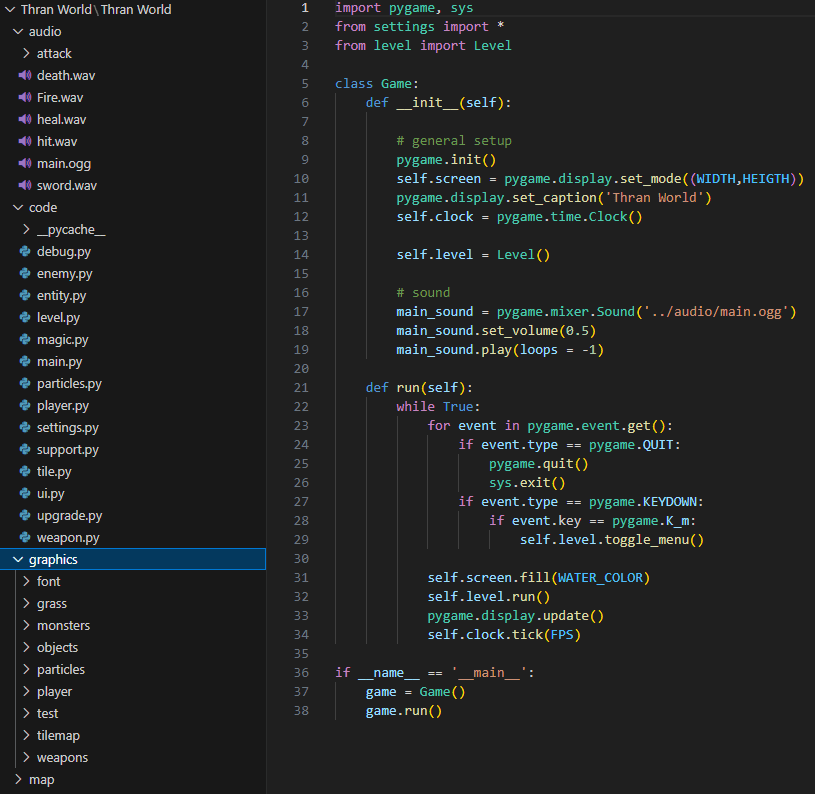 Thran World\Thran World
audio
attack
death.wav
Fire.wav
heal.wav
hit.wav
main.ogg
sword.wav
code
__pycache__
debug.py
enemy.py
entity.py
level.py
magic.py
main.py
particles.py
player.py
settings.py
support.py
tile.py
ui.py
upgrade.py
weapon.py
graphics
font
grass
monsters
objects
particles
player
test
tilemap
weapons
map
1 import pygame, sys
2 from settings import *
3 from level import Level
4
5 class Game:
6     def __init__(self):
7
8         # general setup
9         pygame.init()
10         self.screen = pygame.display.set_mode((WIDTH,HEIGTH))
11         pygame.display.set_caption('Thran World')
12         self.clock = pygame.time.Clock()
13
14         self.level = Level()
15
16         # sound
17         main_sound = pygame.mixer.Sound('../audio/main.ogg')
18         main_sound.set_volume(0.5)
19         main_sound.play(loops = -1)
20
21     def run(self):
22         while True:
23             for event in pygame.event.get():
24                 if event.type == pygame.QUIT:
25                     pygame.quit()
26                     sys.exit()
27                 if event.type == pygame.KEYDOWN:
28                     if event.key == pygame.K_m:
29                         self.level.toggle_menu()
30
31             self.screen.fill(WATER_COLOR)
32             self.level.run()
33             pygame.display.update()
34             self.clock.tick(FPS)
35
36 if __name__ == '__main__':
37     game = Game()
38     game.run()